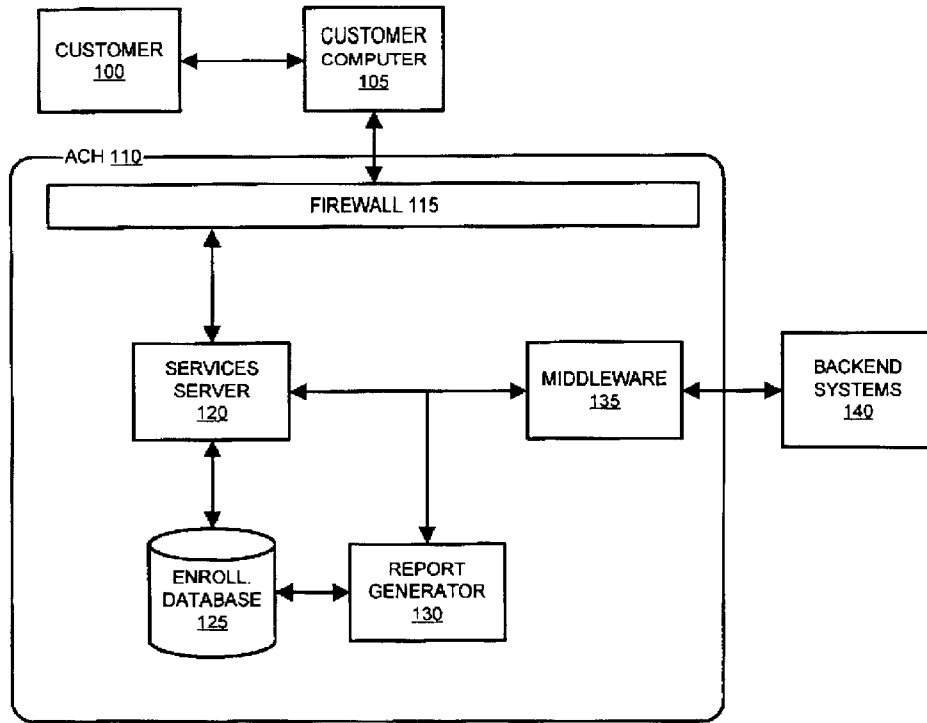 CUSTOMER
100
CUSTOMER
COMPUTER
105
ACH 110
FIREWALL 115
SERVICES
SERVER
120
MIDDLEWARE
135
BACKEND
SYSTEMS
140
ENROLL.
DATABASE
125
REPORT
GENERATOR
130